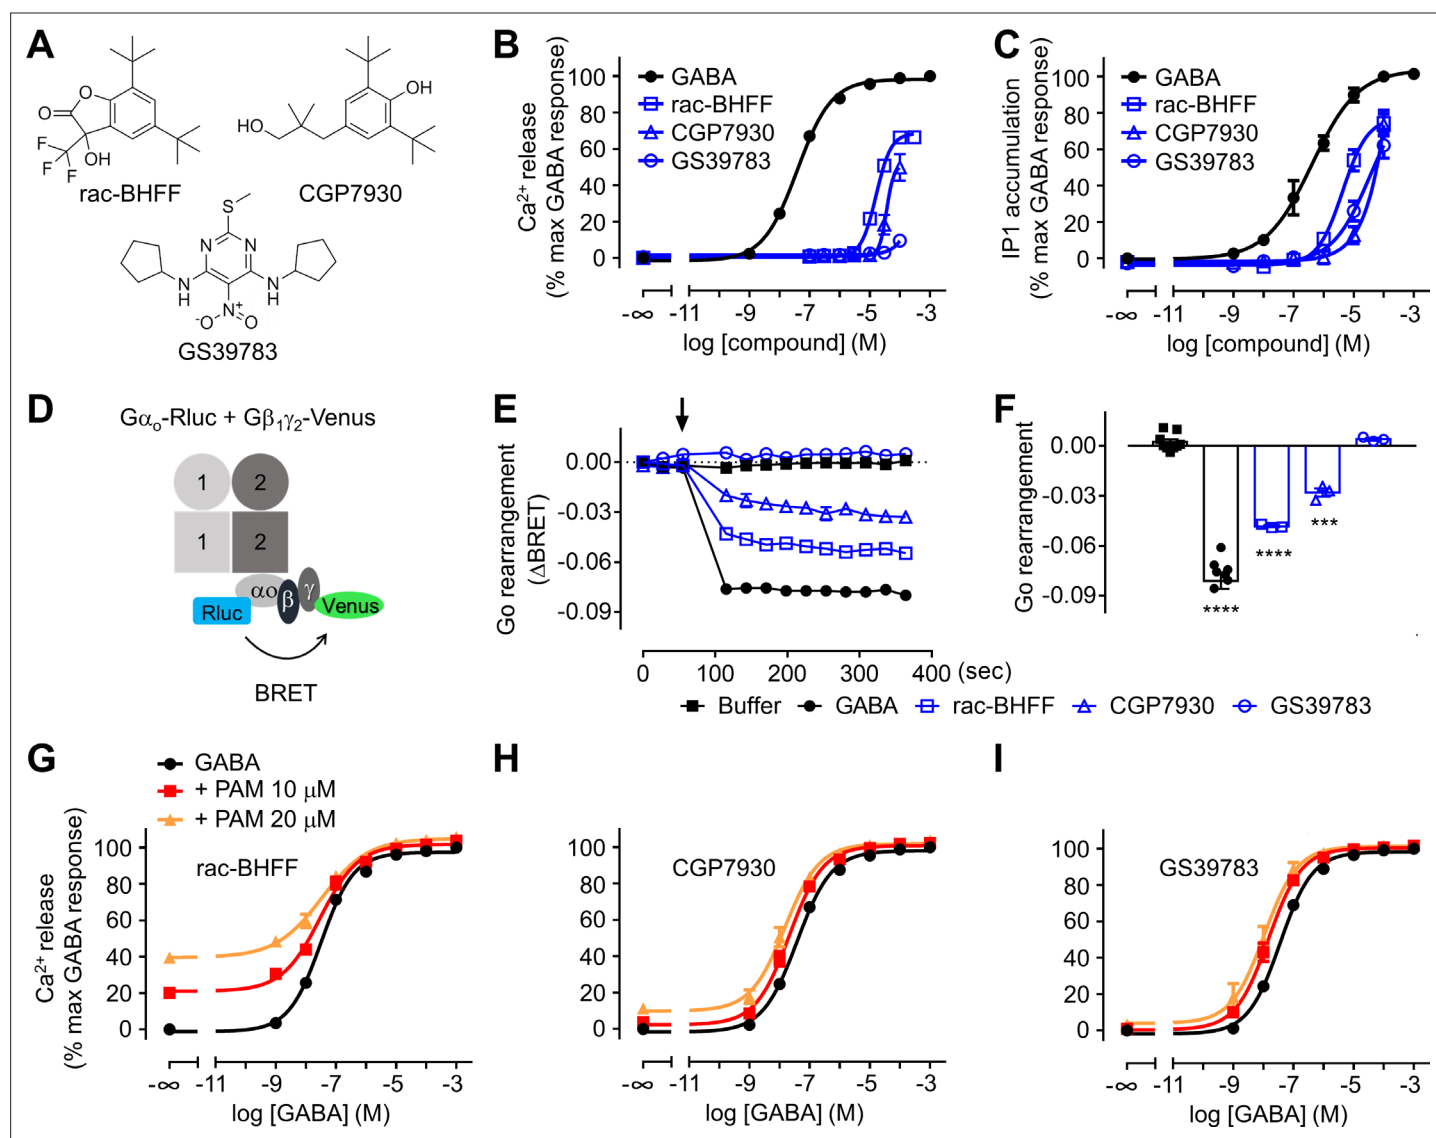 A
O
O
OH
F
F
F
rac-BHFF
HO
OH
CGP7930
S
N
N
N
H
N
H
N+
-O
O
GS39783
B
Ca2+ release
(% max GABA response)
100
80
60
40
20
0
GABA
rac-BHFF
CGP7930
GS39783
-∞ -11 -9 -7 -5 -3
log [compound] (M)
C
IP1 accumulation
(% max GABA response)
100
80
60
40
20
0
GABA
rac-BHFF
CGP7930
GS39783
-∞ -11 -9 -7 -5 -3
log [compound] (M)
D
Gαo-Rluc + Gβ1γ2-Venus
1 2
1 2
αo β γ
Rluc Venus
BRET
E
Go rearrangement
(ΔBRET)
0.00
-0.03
-0.06
-0.09
0 100 200 300 400 (sec)
F
Go rearrangement
0.00
-0.03
-0.06
-0.09
****
****
***
Buffer GABA rac-BHFF CGP7930 GS39783
G
GABA
+ PAM 10 μM
+ PAM 20 μM
rac-BHFF
Ca2+ release
(% max GABA response)
100
80
60
40
20
0
-∞ -11 -9 -7 -5 -3
log [GABA] (M)
H
CGP7930
100
80
60
40
20
0
-∞ -11 -9 -7 -5 -3
log [GABA] (M)
I
GS39783
100
80
60
40
20
0
-∞ -11 -9 -7 -5 -3
log [GABA] (M)